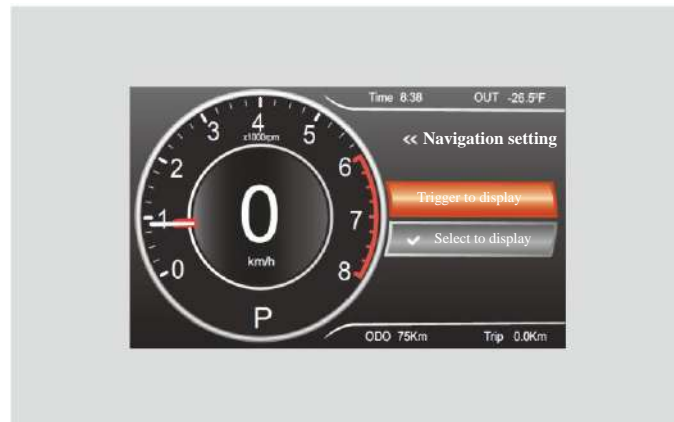 Time 8:38 OUT -26.5°F
<< Navigation setting
Trigger to display
Select to display
0
1
2
3
4
5
6
7
8
x1000rpm
0
km/h
P
ODO 75Km Trip 0.0Km